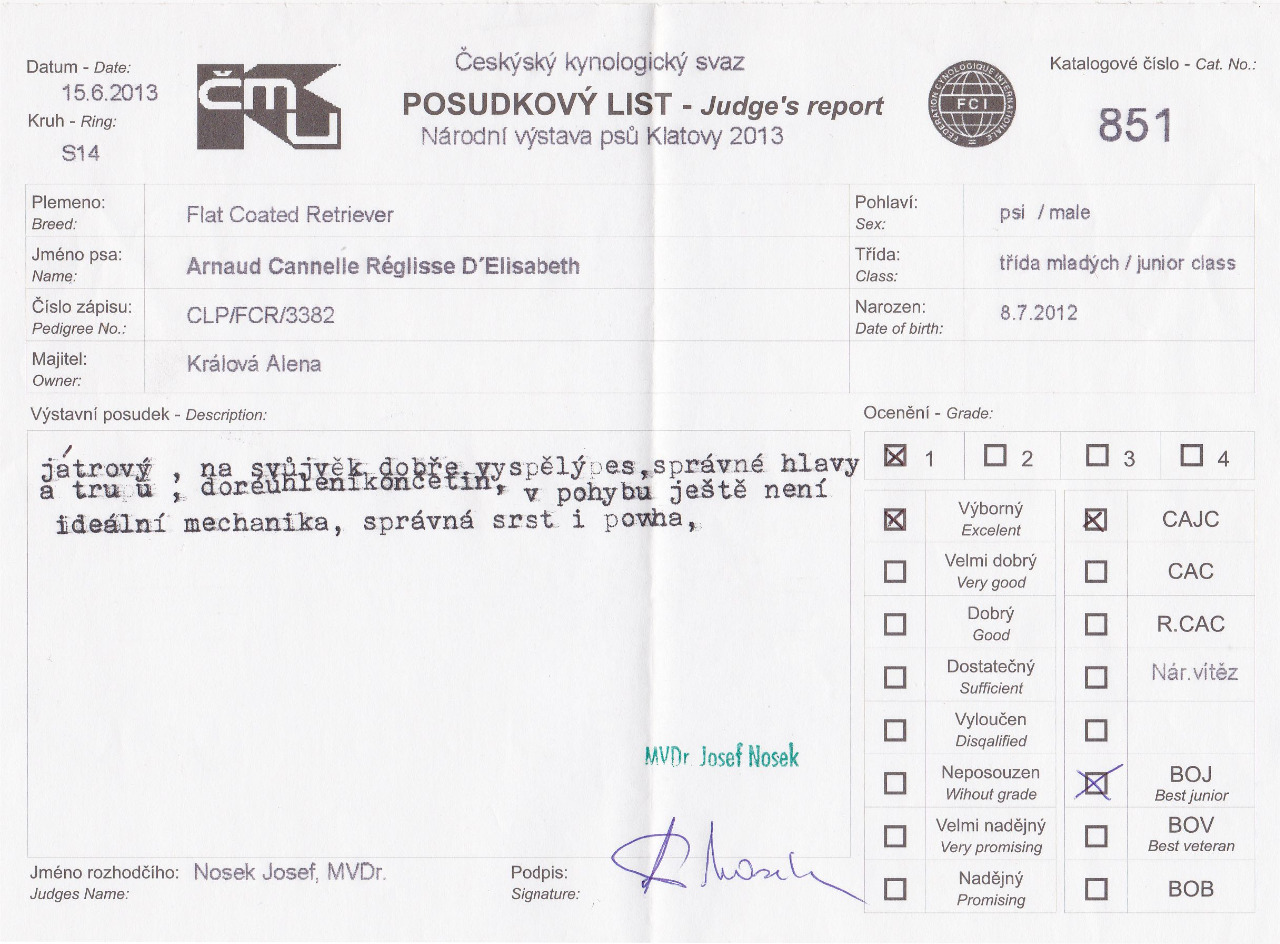 Datum - Date:
15.6.2013
Kruh - Ring:
S14
ČMKU
Českýský kynologický svaz
POSUDKOVÝ LIST - Judge's report
Národní výstava psů Klatovy 2013
FEDERATION CYNOLOGIQUE INTERNATIONALE
FCI
Katalogové číslo - Cat. No.:
851
Plemeno:
Breed:
Flat Coated Retriever
Pohlaví:
Sex:
psi / male
Jméno psa:
Name:
Arnaud Cannelle Réglisse D´Elisabeth
Třída:
Class:
třída mladých / junior class
Číslo zápisu:
Pedigree No.:
CLP/FCR/3382
Narozen:
Date of birth:
8.7.2012
Majitel:
Owner:
Králová Alena
Výstavní posudek - Description:
játrový , na svůjvěk dobře vyspělýpes,správné hlavy
a tru u , v pohybu ještě není
ideální mechanika, správná srst i povha,
MVDr Josef Nosek
Jméno rozhodčího: Nosek Josef, MVDr.
Judges Name:
Podpis:
Signature:
Nosek
Ocenění - Grade:
1 2 3 4
Výborný
Excelent
CAJC
Velmi dobrý
Very good
CAC
Dobrý
Good
R.CAC
Dostatečný
Sufficient
Nár.vítěz
Vyloučen
Disqalified
Neposouzen
Wihout grade
BOJ
Best junior
Velmi nadějný
Very promising
BOV
Best veteran
Nadějný
Promising
BOB